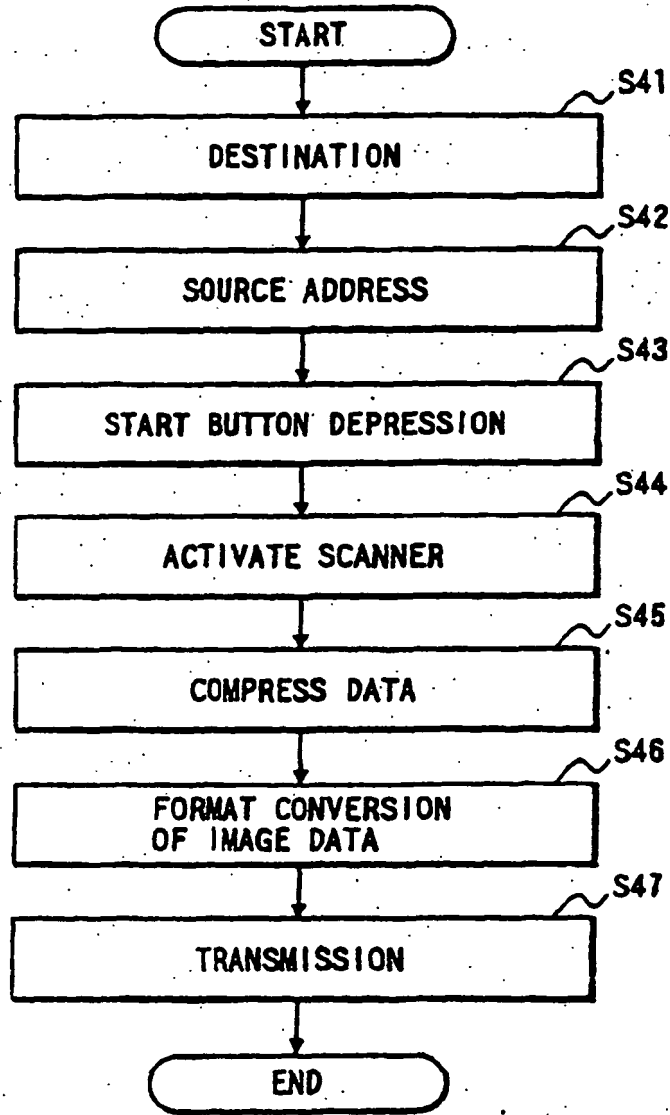 START
S41
DESTINATION
S42
SOURCE ADDRESS
S43
START BUTTON DEPRESSION
S44
ACTIVATE SCANNER
S45
COMPRESS DATA
S46
FORMAT CONVERSION
OF IMAGE DATA
S47
TRANSMISSION
END